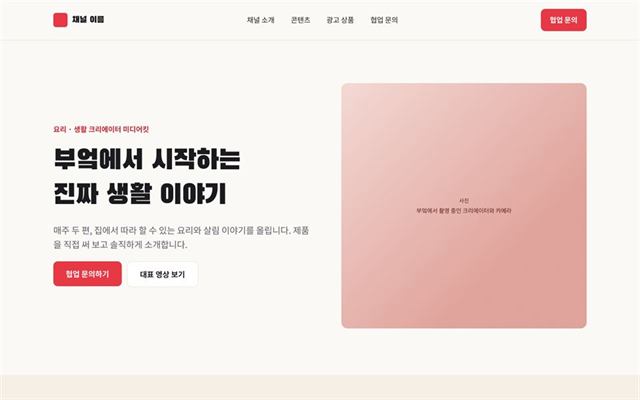 채널 이름
채널 소개
콘텐츠
광고 상품
협업 문의
협업 문의
요리 · 생활 크리에이터 미디어킷
부엌에서 시작하는
진짜 생활 이야기
매주 두 편, 집에서 따라 할 수 있는 요리와 살림 이야기를 올립니다. 제품
을 직접 써 보고 솔직하게 소개합니다.
협업 문의하기
대표 영상 보기
사진
부엌에서 촬영 중인 크리에이터와 카메라